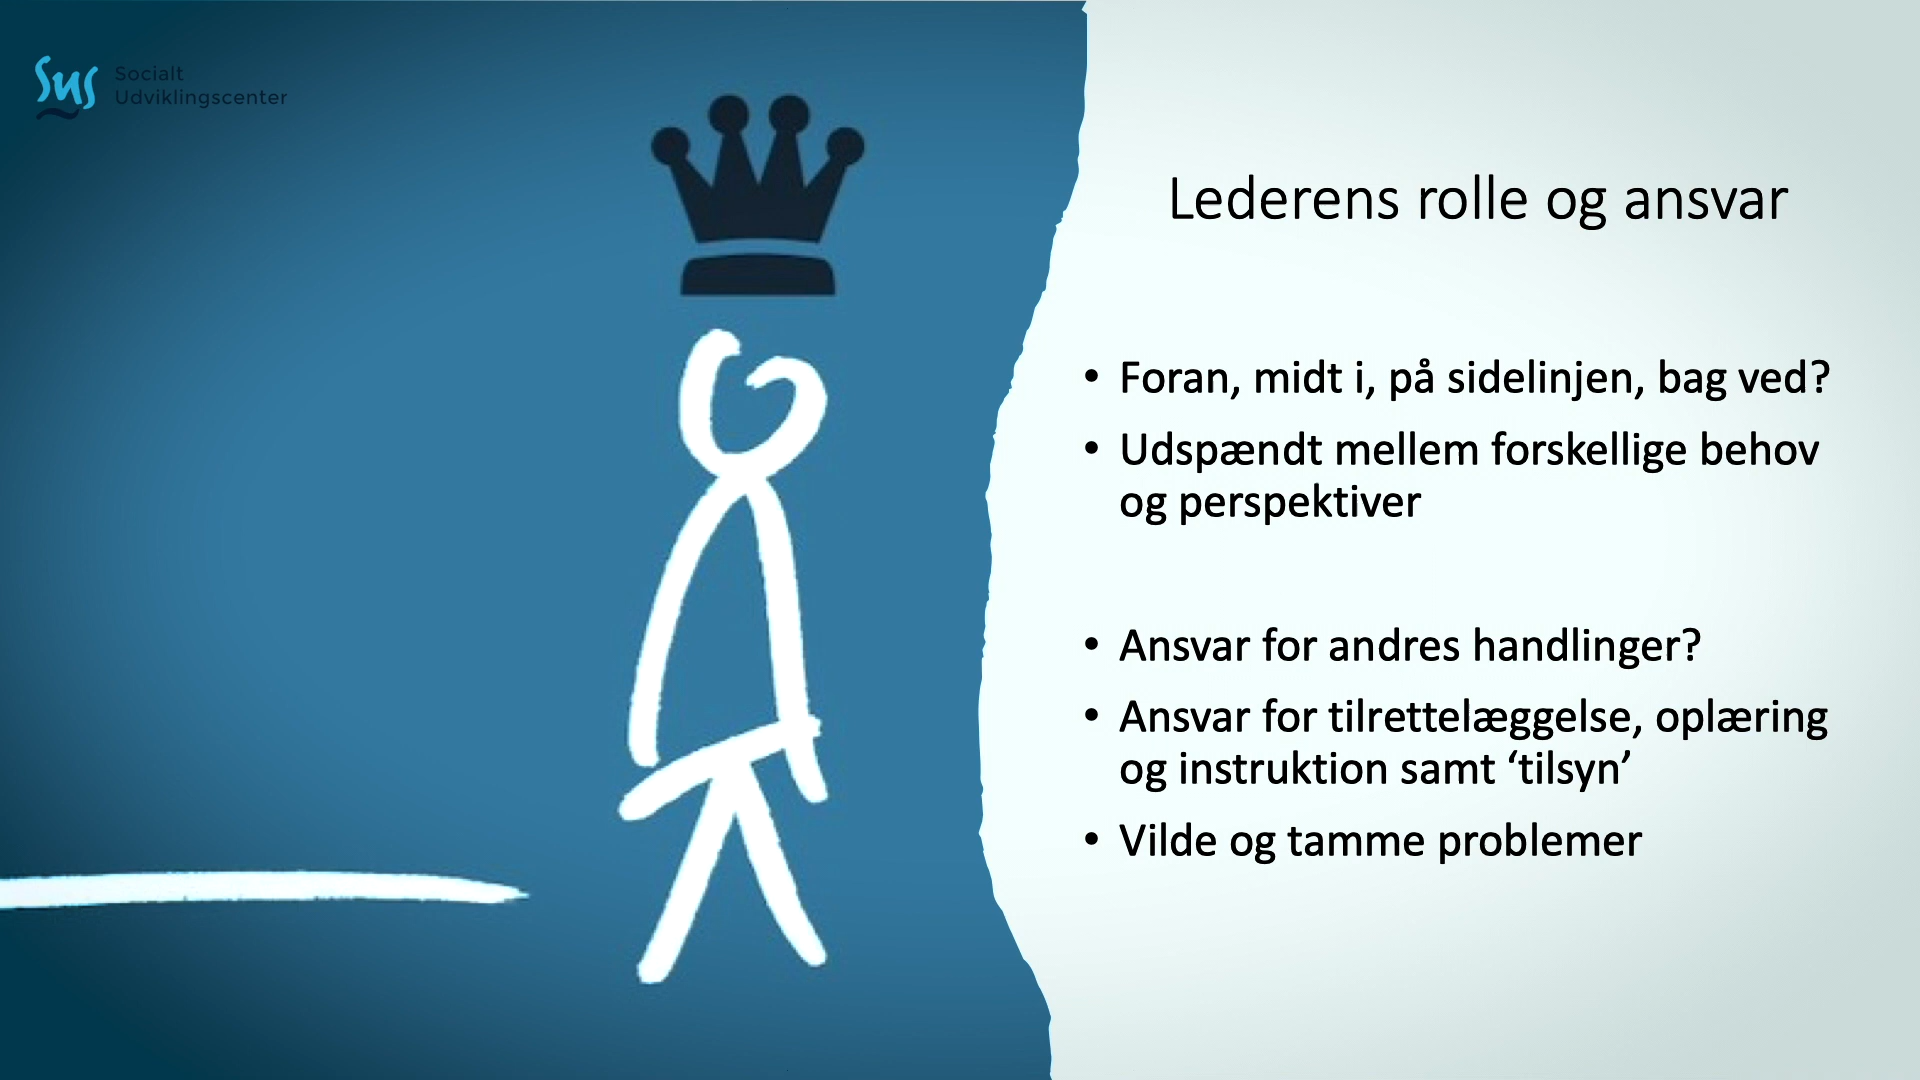 Sus Socialt
Udviklingscenter
Lederens rolle og ansvar
• Foran, midt i, på sidelinjen, bag ved?
• Udspændt mellem forskellige behov
og perspektiver
• Ansvar for andres handlinger?
• Ansvar for tilrettelæggelse, oplæring
og instruktion samt ‘tilsyn’
• Vilde og tamme problemer